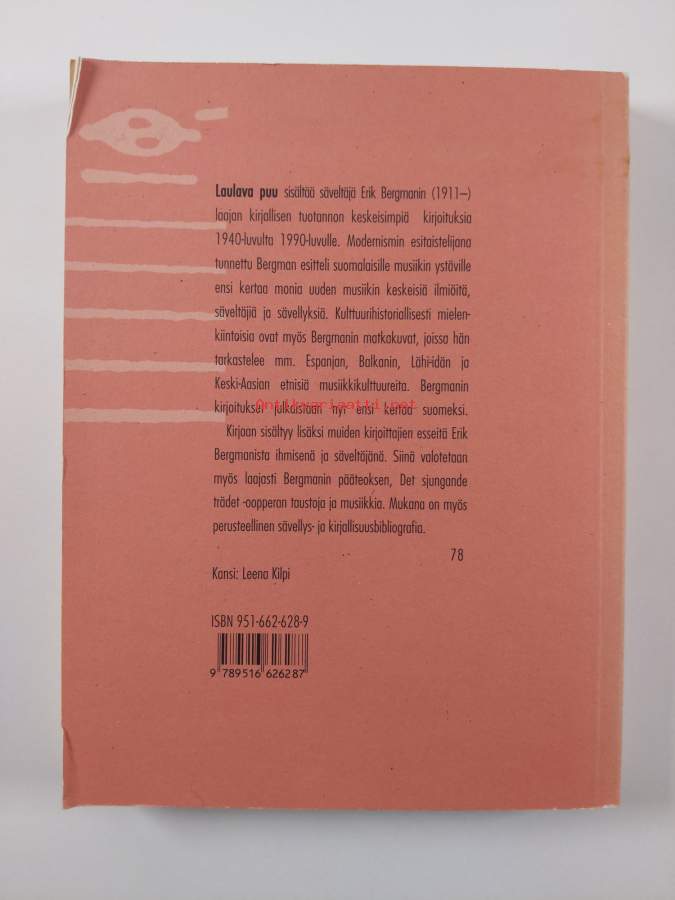 Laulava puu sisältää säveltäjä Erik Bergmanin (1911–)
laajan kirjallisen tuotannon keskeisimpiä kirjoituksia
1940-luvulta 1990-luvulle. Modernismin esitaistelijana
tunnettu Bergman esitteli suomalaisille musiikin ystäville
ensi kertaa monia uuden musiikin keskeisiä ilmiöitä,
säveltäjiä ja sävellyksiä. Kulttuurihistoriallisesti mielen-
kiintoisia ovat myös Bergmanin matkakuvat, joissa hän
tarkastelee mm. Espanjan, Balkanin, Lähi-idän ja
Keski-Aasian etnisiä musiikkikulttuureita. Bergmanin
Antikvariaatti.net
kirjoitukset julkaistaan nyt ensi kertaa suomeksi.
Kirjaan sisältyy lisäksi muiden kirjoittajien esseitä Erik
Bergmanista ihmisenä ja säveltäjänä. Siinä valotetaan
myös laajasti Bergmanin pääteoksen, Det sjungande
trädet -oopperan taustoja ja musiikkia. Mukana on myös
perusteellinen sävellys- ja kirjallisuusbibliografia.
78
Kansi: Leena Kilpi
ISBN 951-662-628-9
9 789516 626287